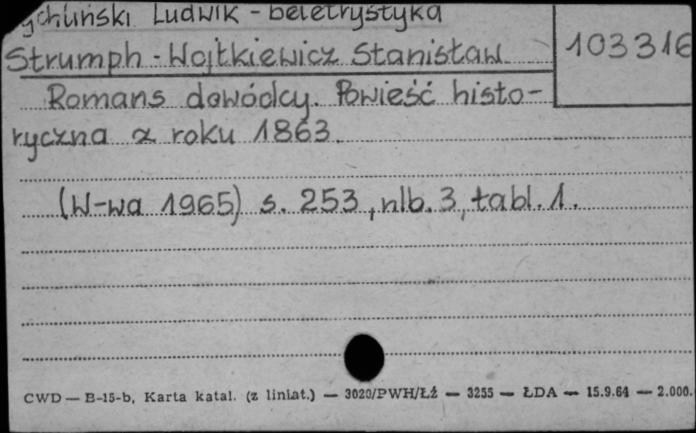 ychliński Ludwik - beletrystyka
Strumph-Wojtkiewicz Stanisław
103316
Romans dowódcy. Powieść histo-
ryczna z roku 1863.
(W-wa 1965) s. 253, nlb. 3, tabl. 1.
CWD — B-15-b, Karta katal. (z liniat.) — 3020/PWH/ŁŹ — 3255 — ŁDA — 15.9.64 — 2.000.